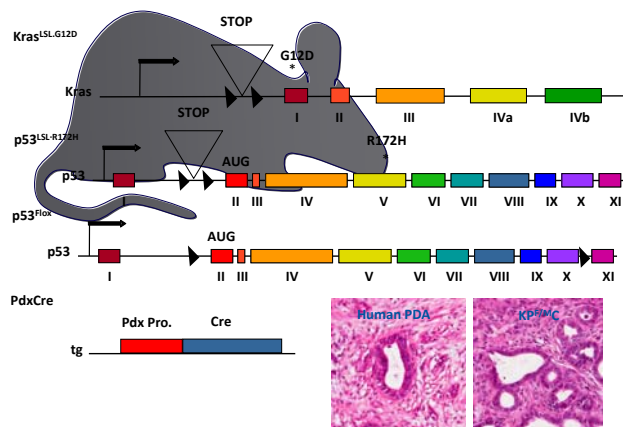 STOP
Kras^LSL.G12D
G12D
*
Kras
I II III IVa IVb
STOP
p53^LSL-R172H
R172H
*
AUG
p53
I II III IV V VI VII VIII IX X XI
p53^Flox
AUG
p53
I II III IV V VI VII VIII IX X XI
PdxCre
Pdx Pro. Cre
tg
Human PDA
KP^F/MC